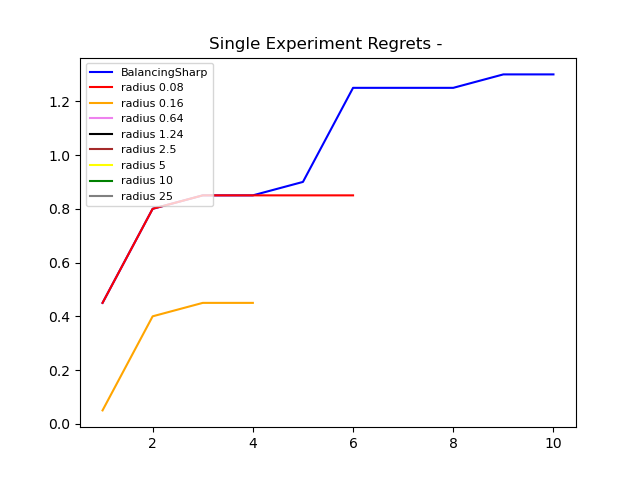 Single Experiment Regrets -
BalancingSharp
radius 0.08
radius 0.16
radius 0.64
radius 1.24
radius 2.5
radius 5
radius 10
radius 25
1.2
1.0
0.8
0.6
0.4
0.2
0.0
2 4 6 8 10